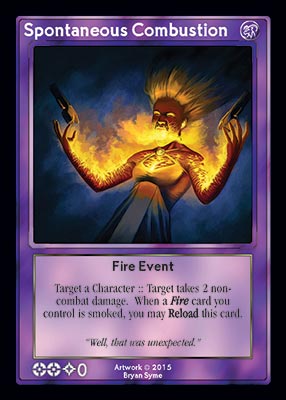 Spontaneous Combustion
Fire Event
Target a Character :: Target takes 2 non-
combat damage. When a Fire card you
control is smoked, you may Reload this card.
"Well, that was unexpected."
0
Artwork © 2015
Bryan Syme